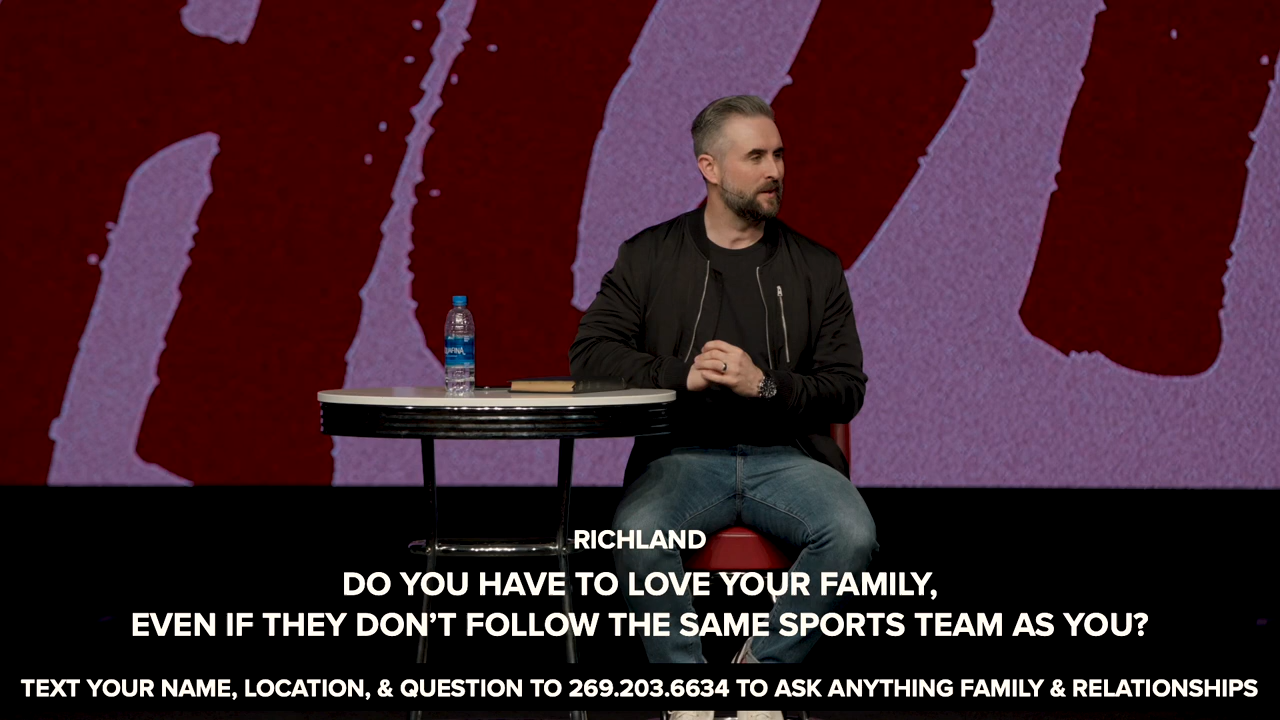 RICHLAND
DO YOU HAVE TO LOVE YOUR FAMILY,
EVEN IF THEY DON'T FOLLOW THE SAME SPORTS TEAM AS YOU?
TEXT YOUR NAME, LOCATION, & QUESTION TO 269.203.6634 TO ASK ANYTHING FAMILY & RELATIONSHIPS